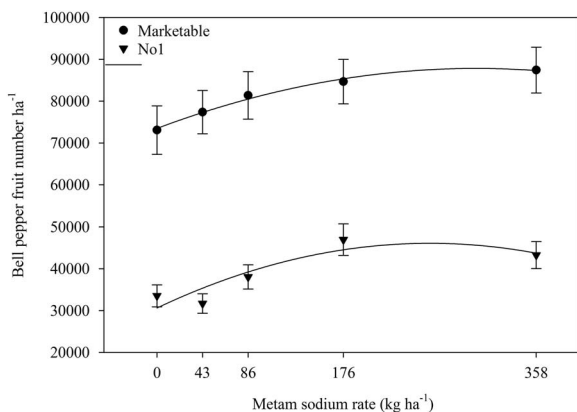 Marketable
No1
100000
90000
80000
70000
60000
50000
40000
30000
20000
Bell pepper fruit number ha⁻¹
0 43 86 176 358
Metam sodium rate (kg ha⁻¹)